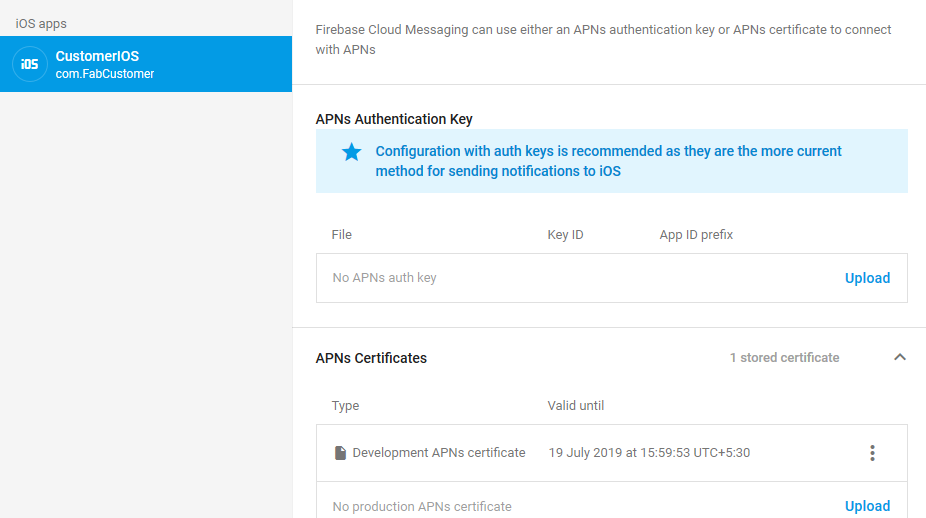 iOS apps
iOS
CustomerIOS
com.FabCustomer
Firebase Cloud Messaging can use either an APNs authentication key or APNs certificate to connect
with APNs
APNs Authentication Key
Configuration with auth keys is recommended as they are the more current
method for sending notifications to iOS
File Key ID App ID prefix
No APNs auth key Upload
APNs Certificates 1 stored certificate
Type Valid until
Development APNs certificate 19 July 2019 at 15:59:53 UTC+5:30
No production APNs certificate Upload